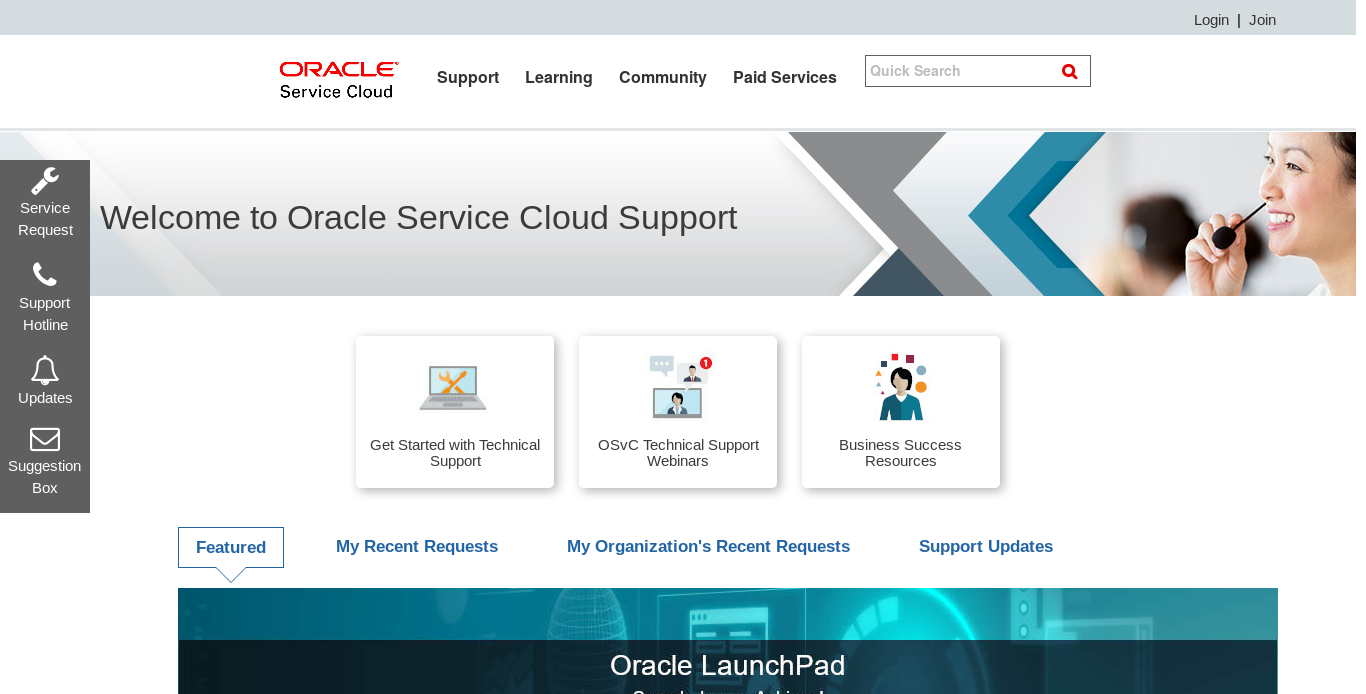 Login | Join
ORACLE
Service Cloud
Support Learning Community Paid Services
Quick Search
Welcome to Oracle Service Cloud Support
Service
Request
Support
Hotline
Updates
Suggestion
Box
1
Get Started with Technical
Support
OSvC Technical Support
Webinars
Business Success
Resources
Featured
My Recent Requests
My Organization's Recent Requests
Support Updates
Oracle LaunchPad